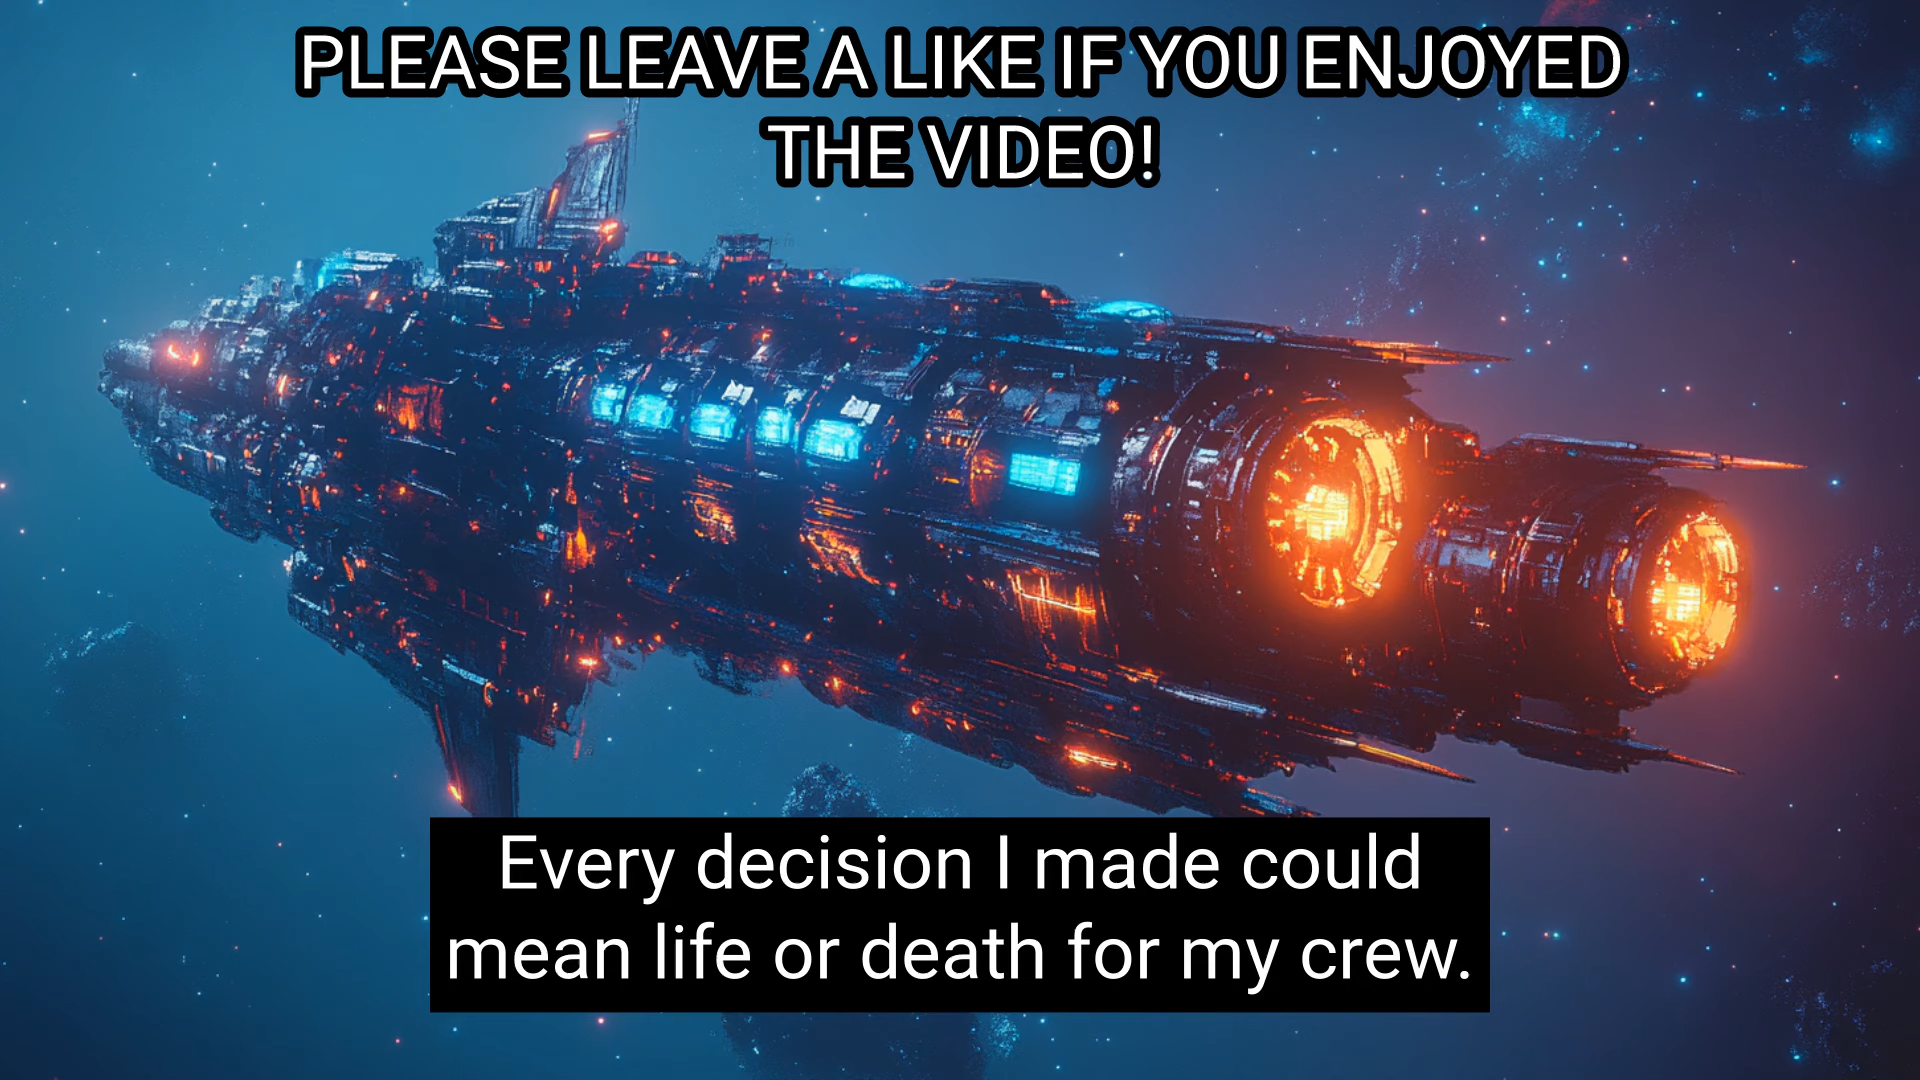 PLEASE LEAVE A LIKE IF YOU ENJOYED
THE VIDEO!
Every decision I made could
mean life or death for my crew.